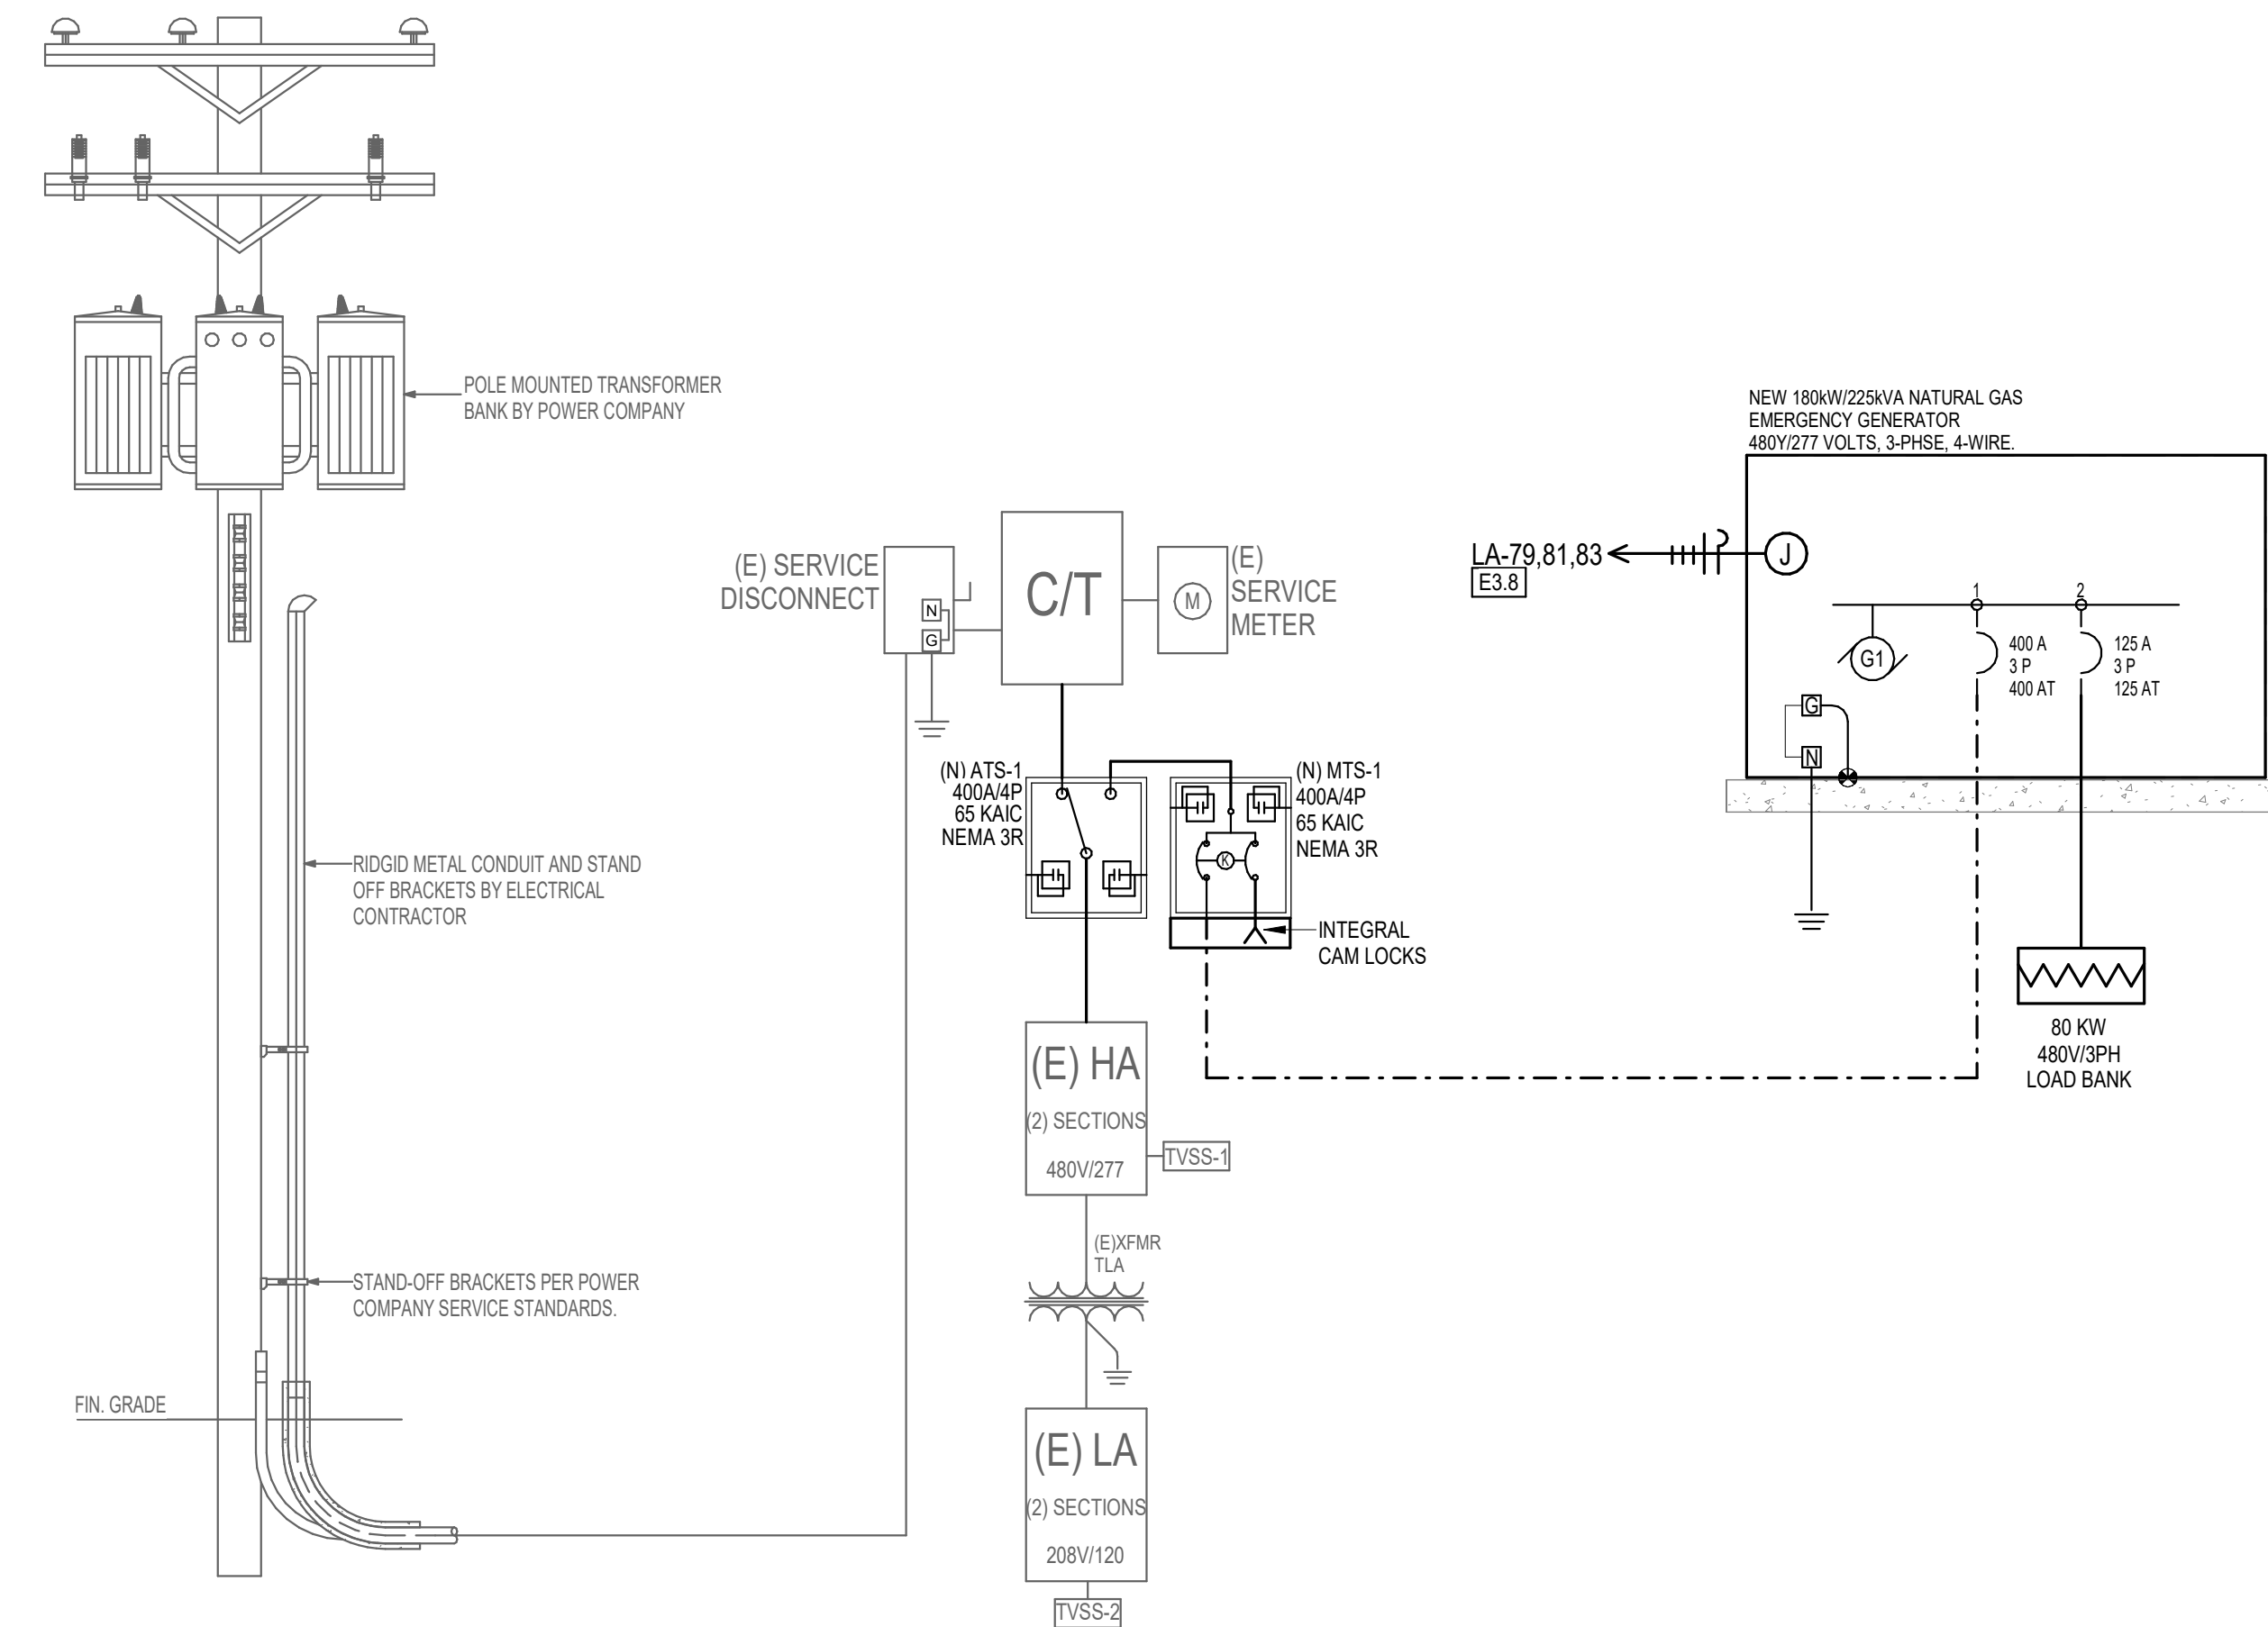 POLE MOUNTED TRANSFORMER
BANK BY POWER COMPANY
RIDGID METAL CONDUIT AND STAND
OFF BRACKETS BY ELECTRICAL
CONTRACTOR
STAND-OFF BRACKETS PER POWER
COMPANY SERVICE STANDARDS.
FIN. GRADE
(E) SERVICE
DISCONNECT
N
G
C/T
M
(E)
SERVICE
METER
(N) ATS-1
400A/4P
65 KAIC
NEMA 3R
(N) MTS-1
400A/4P
65 KAIC
NEMA 3R
K
INTEGRAL
CAM LOCKS
(E) HA
(2) SECTIONS
480V/277
TVSS-1
(E)XFMR
TLA
(E) LA
(2) SECTIONS
208V/120
TVSS-2
NEW 180kW/225kVA NATURAL GAS
EMERGENCY GENERATOR
480Y/277 VOLTS, 3-PHSE, 4-WIRE.
LA-79,81,83
E3.8
J
G1
1
400 A
3 P
400 AT
2
125 A
3 P
125 AT
G
N
80 KW
480V/3PH
LOAD BANK